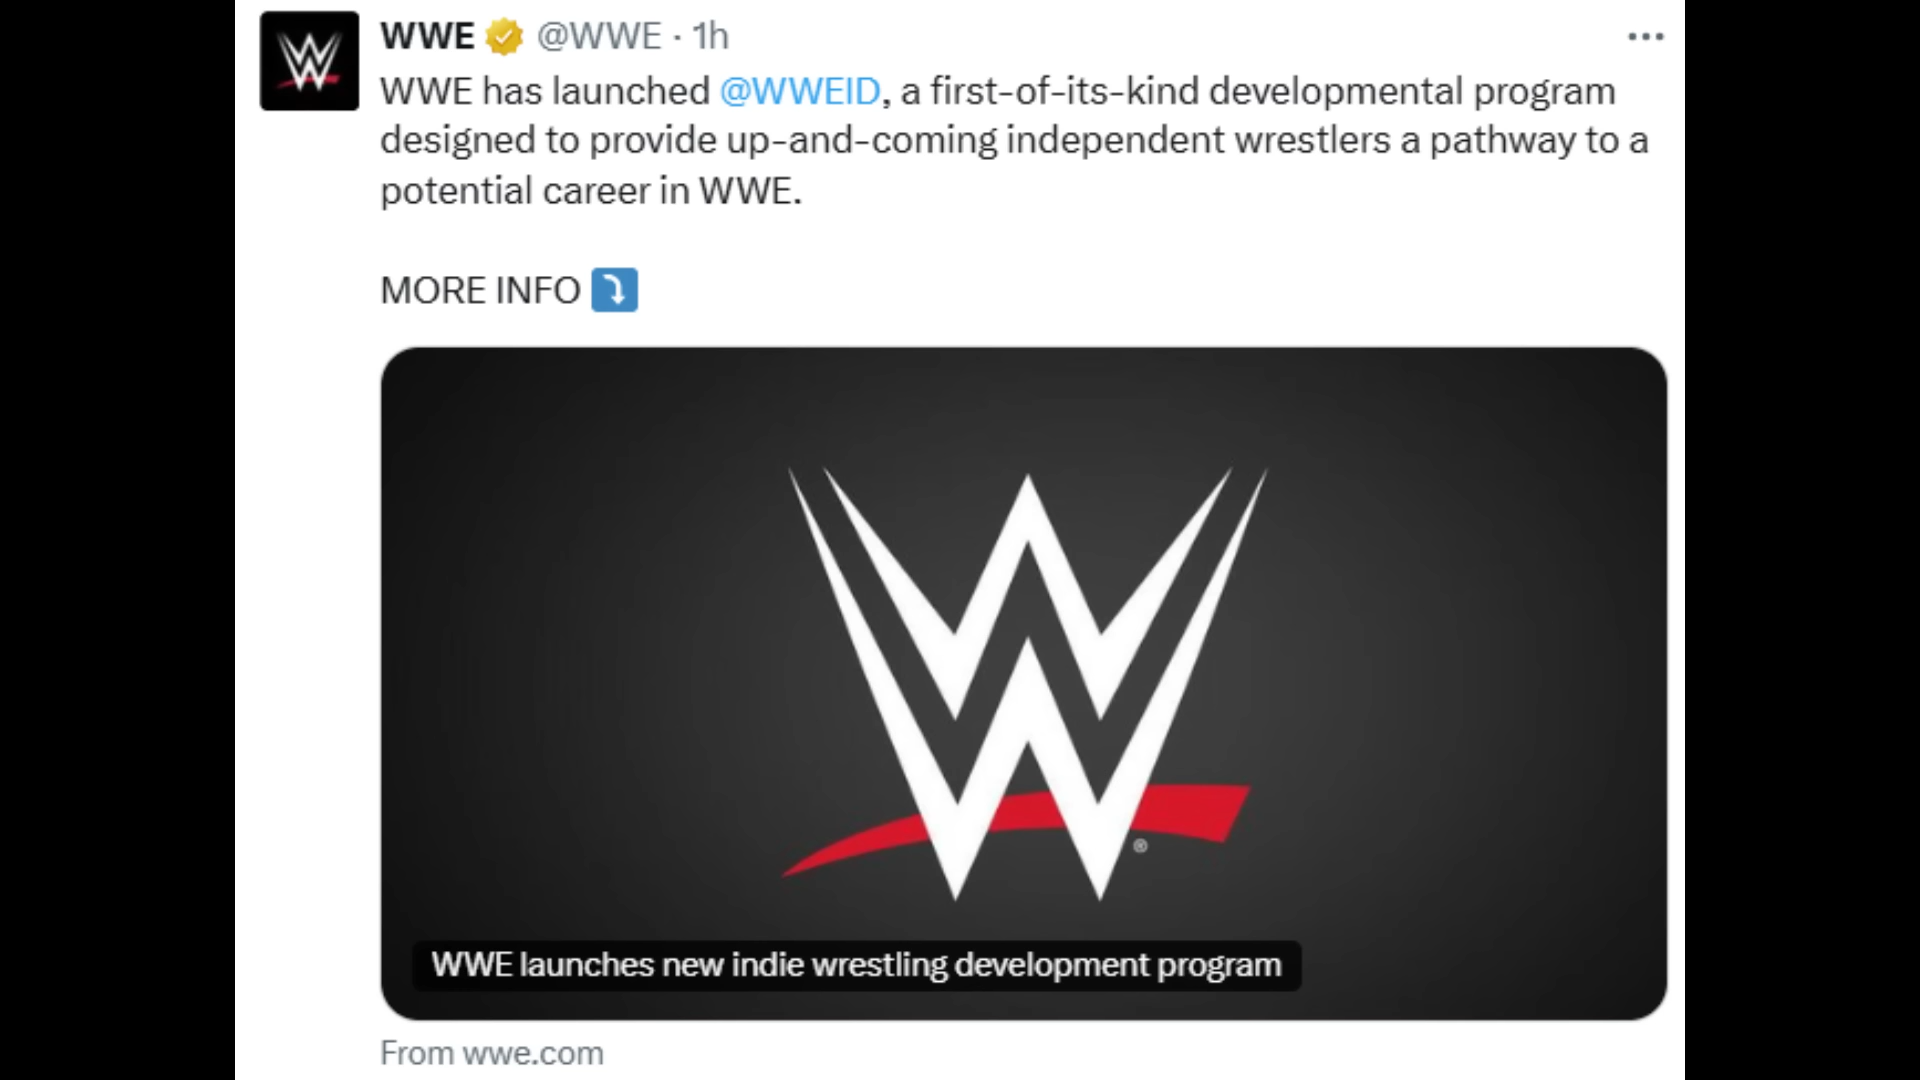 WWE @WWE · 1h
WWE has launched @WWEID, a first-of-its-kind developmental program
designed to provide up-and-coming independent wrestlers a pathway to a
potential career in WWE.
MORE INFO ⤵️
W
®
WWE launches new indie wrestling development program
From wwe.com